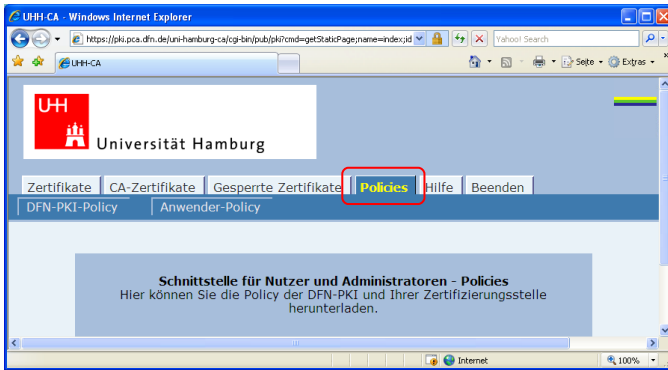 UHH-CA - Windows Internet Explorer
https://pki.pca.dfn.de/uni-hamburg-ca/cgi-bin/pub/pki?cmd=getStaticPage;name=index;id
Yahoo! Search
UHH-CA
Seite
Extras
UHH
Universität Hamburg
Zertifikate CA-Zertifikate Gesperrte Zertifikate Policies Hilfe Beenden
DFN-PKI-Policy Anwender-Policy
Schnittstelle für Nutzer und Administratoren - Policies
Hier können Sie die Policy der DFN-PKI und Ihrer Zertifizierungsstelle
herunterladen.
Internet
100%